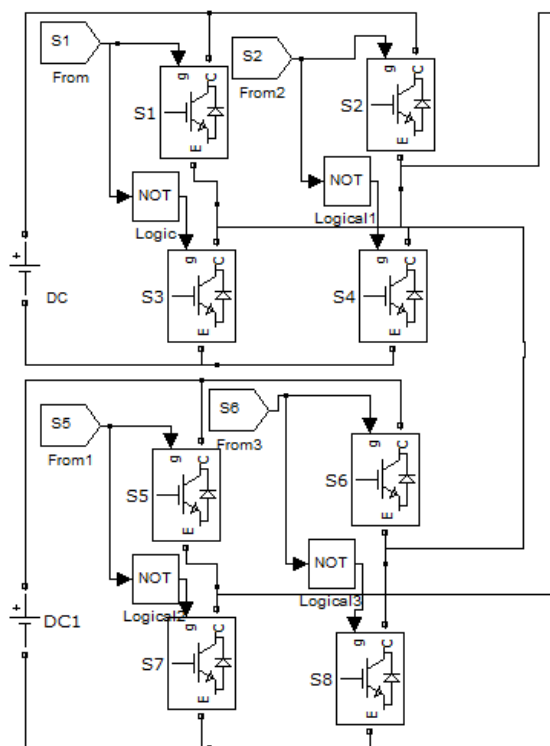 S1
From
g
C
S1
E
S2
From2
g
C
S2
E
NOT
Logic
NOT
Logical1
+
DC
g
C
S3
E
g
C
S4
E
S5
From1
g
C
S5
E
S6
From3
g
C
S6
E
NOT
Logical2
NOT
Logical3
+
DC1
g
C
S7
E
g
C
S8
E